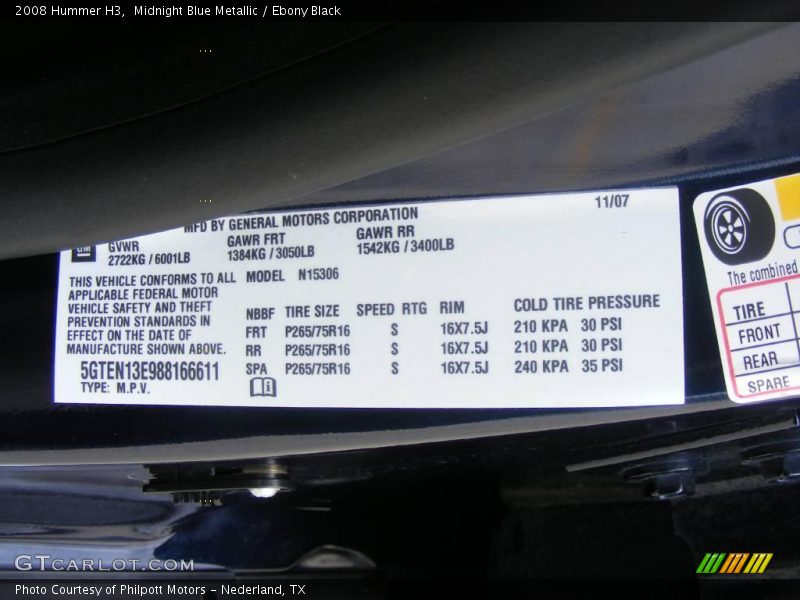 2008 Hummer H3, Midnight Blue Metallic / Ebony Black
MFD BY GENERAL MOTORS CORPORATION
11/07
GM
GVWR
2722KG / 6001LB
GAWR FRT
1384KG / 3050LB
GAWR RR
1542KG / 3400LB
THIS VEHICLE CONFORMS TO ALL
APPLICABLE FEDERAL MOTOR
VEHICLE SAFETY AND THEFT
PREVENTION STANDARDS IN
EFFECT ON THE DATE OF
MANUFACTURE SHOWN ABOVE.
5GTEN13E988166611
TYPE: M.P.V.
MODEL N15306
NBBF TIRE SIZE SPEED RTG RIM COLD TIRE PRESSURE
FRT P265/75R16 S 16X7.5J 210 KPA 30 PSI
RR P265/75R16 S 16X7.5J 210 KPA 30 PSI
SPA P265/75R16 S 16X7.5J 240 KPA 35 PSI
The combined
TIRE
FRONT
REAR
SPARE
GTCARLOT.COM
Photo Courtesy of Philpott Motors – Nederland, TX